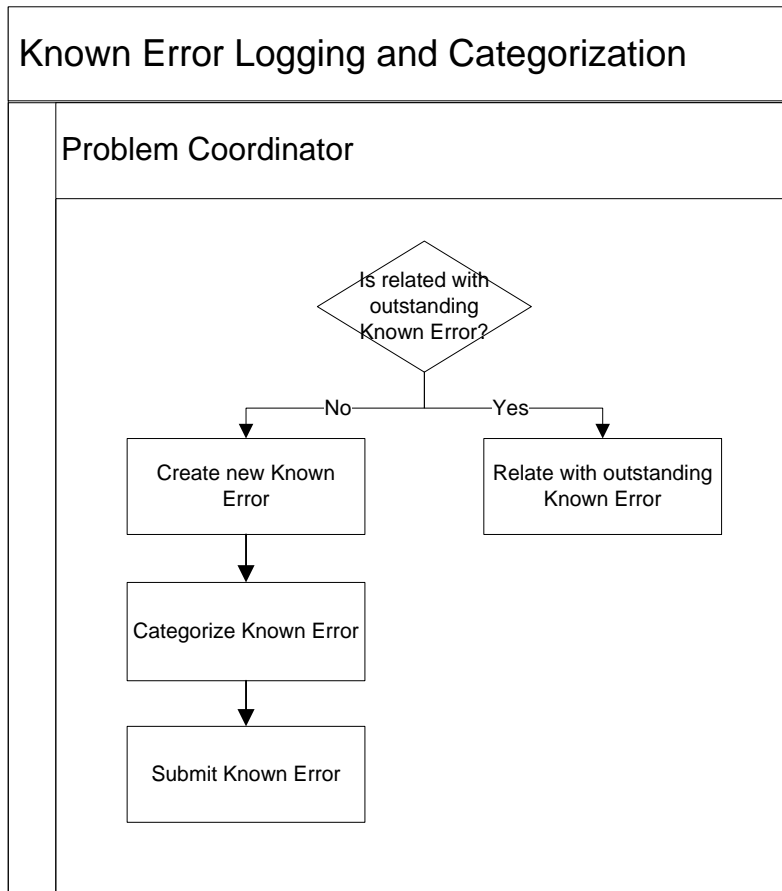 Known Error Logging and Categorization
Problem Coordinator
Is related with
outstanding
Known Error?
No
Yes
Create new Known
Error
Relate with outstanding
Known Error
Categorize Known Error
Submit Known Error